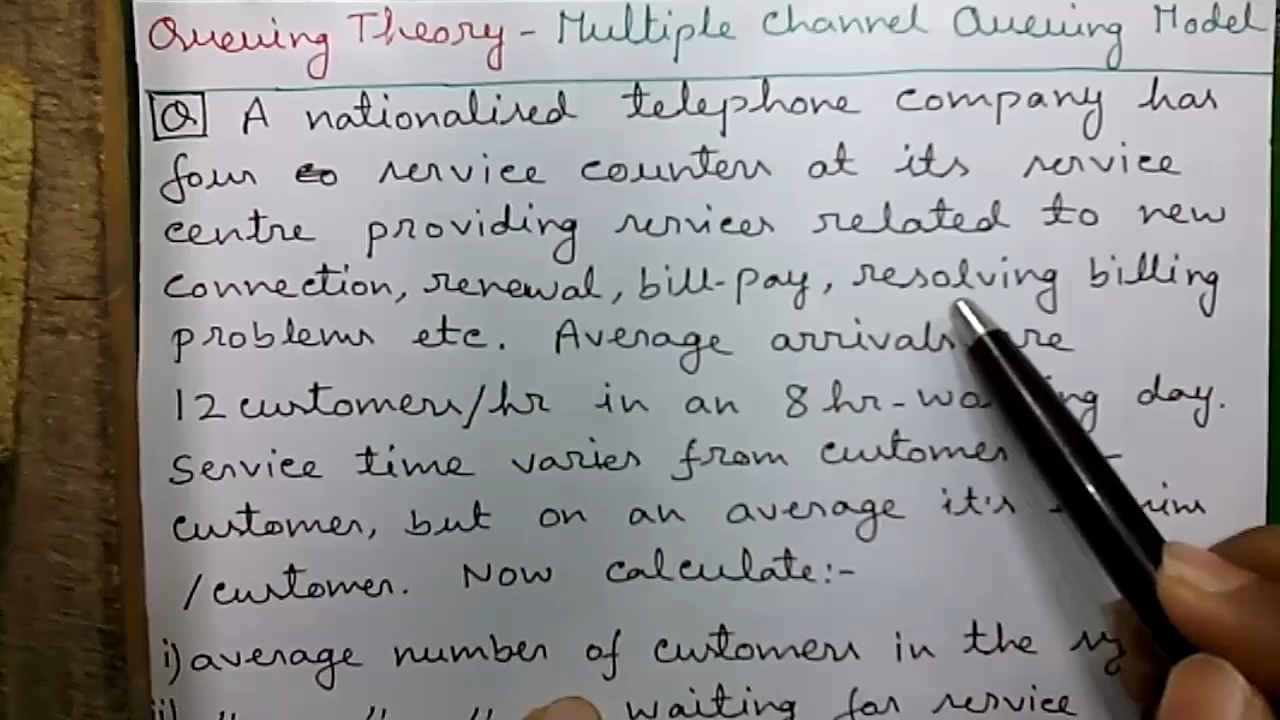 Queuing Theory - Multiple Channel Queuing Model
Q A nationalised telephone company has
four service counters at its service
centre providing services related to new
connection, renewal, bill-pay, resolving billing
problems etc. Average arrivals
12 customers/hr in an 8 hr- day.
Service time varies from customer
customer, but on an average it's
/customer. Now calculate:-
i) average number of customers in the
ii) " " " waiting for service